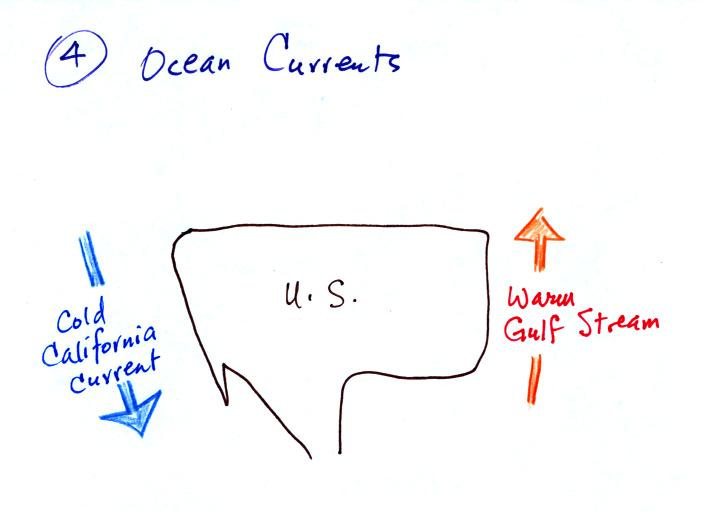 4 Ocean Currents
U.S.
Cold
California
Current
Warm
Gulf Stream